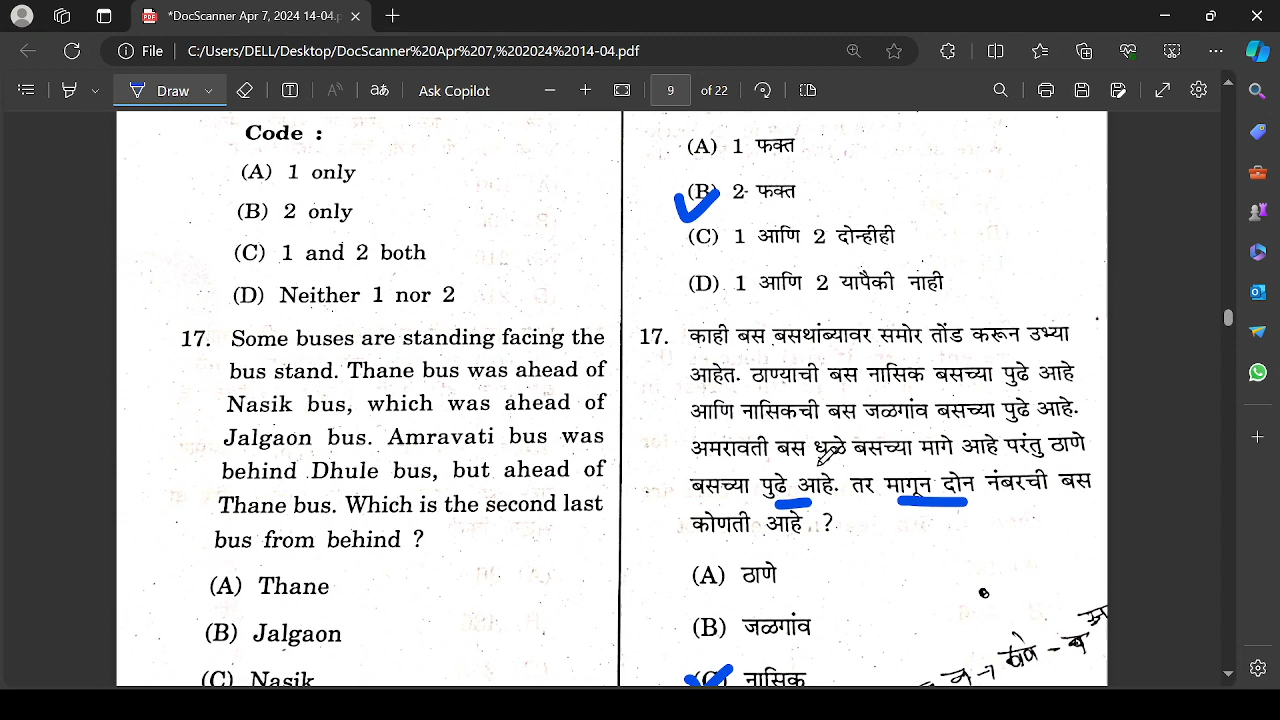 *DocScanner Apr 7, 2024 14-04.p
File
C:/Users/DELL/Desktop/DocScanner%20Apr%207,%202024%2014-04.pdf
Draw
Ask Copilot
9
of 22
Code :
(A) 1 only
(B) 2 only
(C) 1 and 2 both
(D) Neither 1 nor 2
17. Some buses are standing facing the
bus stand. Thane bus was ahead of
Nasik bus, which was ahead of
Jalgaon bus. Amravati bus was
behind Dhule bus, but ahead of
Thane bus. Which is the second last
bus from behind ?
(A) Thane
(B) Jalgaon
(C) Nasik
(A) 1 फक्त
(B) 2 फक्त
(C) 1 आणि 2 दोन्हीही
(D) 1 आणि 2 यापैकी नाही
17. काही बस बसथांब्यावर समोर तोंड करून उभ्या
आहेत. ठाण्याची बस नासिक बसच्या पुढे आहे
आणि नासिकची बस जळगांव बसच्या पुढे आहे.
अमरावती बस धुळे बसच्या मागे आहे परंतु ठाणे
बसच्या पुढे आहे. तर मागून दोन नंबरची बस
कोणती आहे ?
(A) ठाणे
(B) जळगांव
(C) नासिक